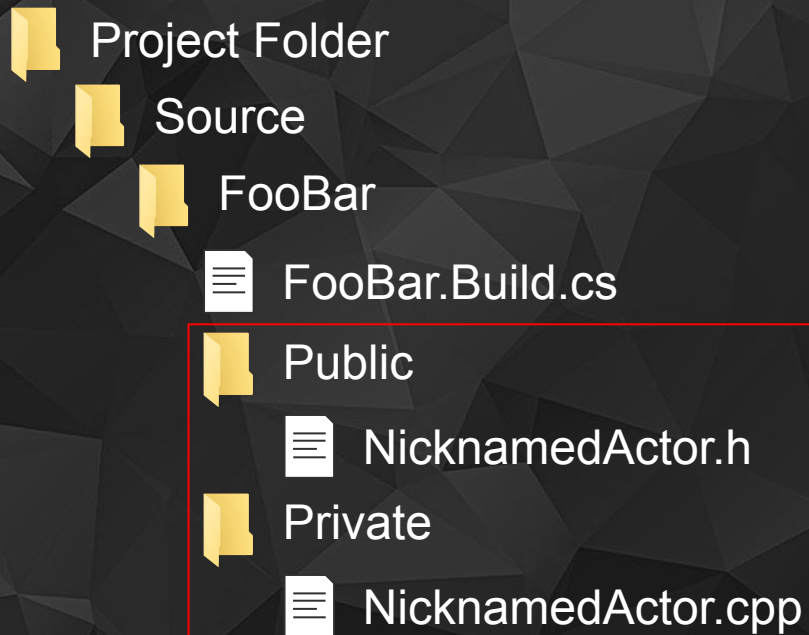 Project Folder
Source
FooBar
FooBar.Build.cs
Public
NicknamedActor.h
Private
NicknamedActor.cpp